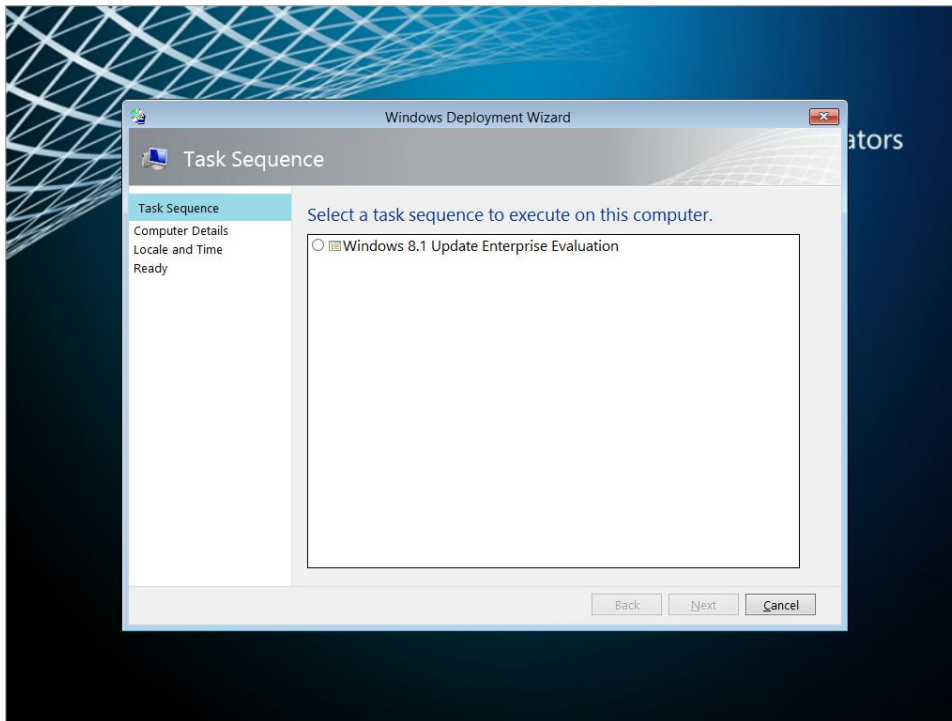 Windows Deployment Wizard
ators
Task Sequence
Task Sequence
Computer Details
Locale and Time
Ready
Select a task sequence to execute on this computer.
Windows 8.1 Update Enterprise Evaluation
Back Next Cancel